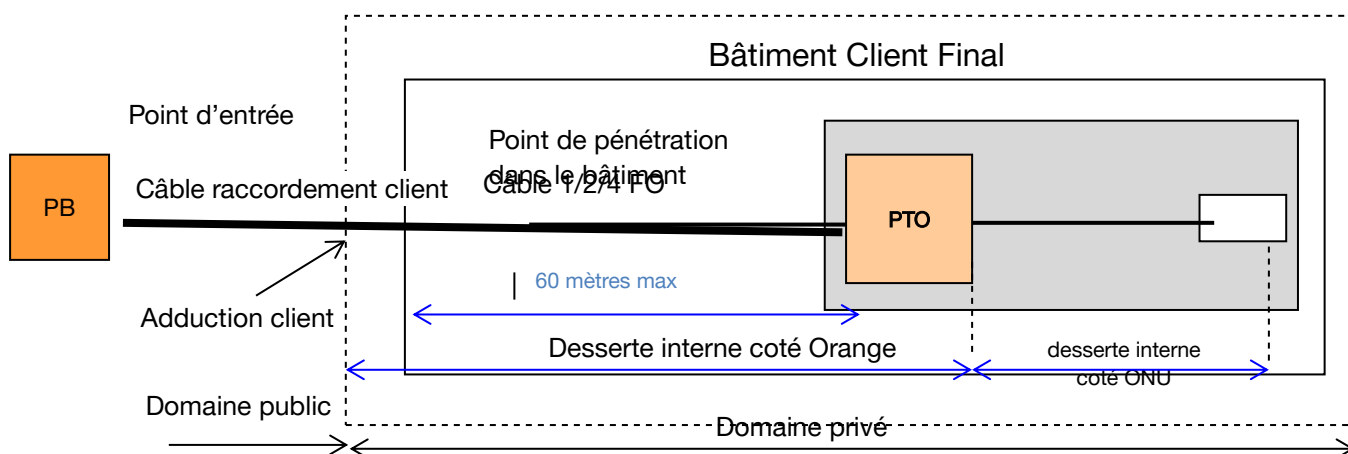 Bâtiment Client Final
Point d’entrée
Point de pénétration
dans le bâtiment
Câble raccordement client
Câble 1/2/4 FO
PB
PTO
60 mètres max
Adduction client
Desserte interne coté Orange
desserte interne
coté ONU
Domaine public
Domaine privé